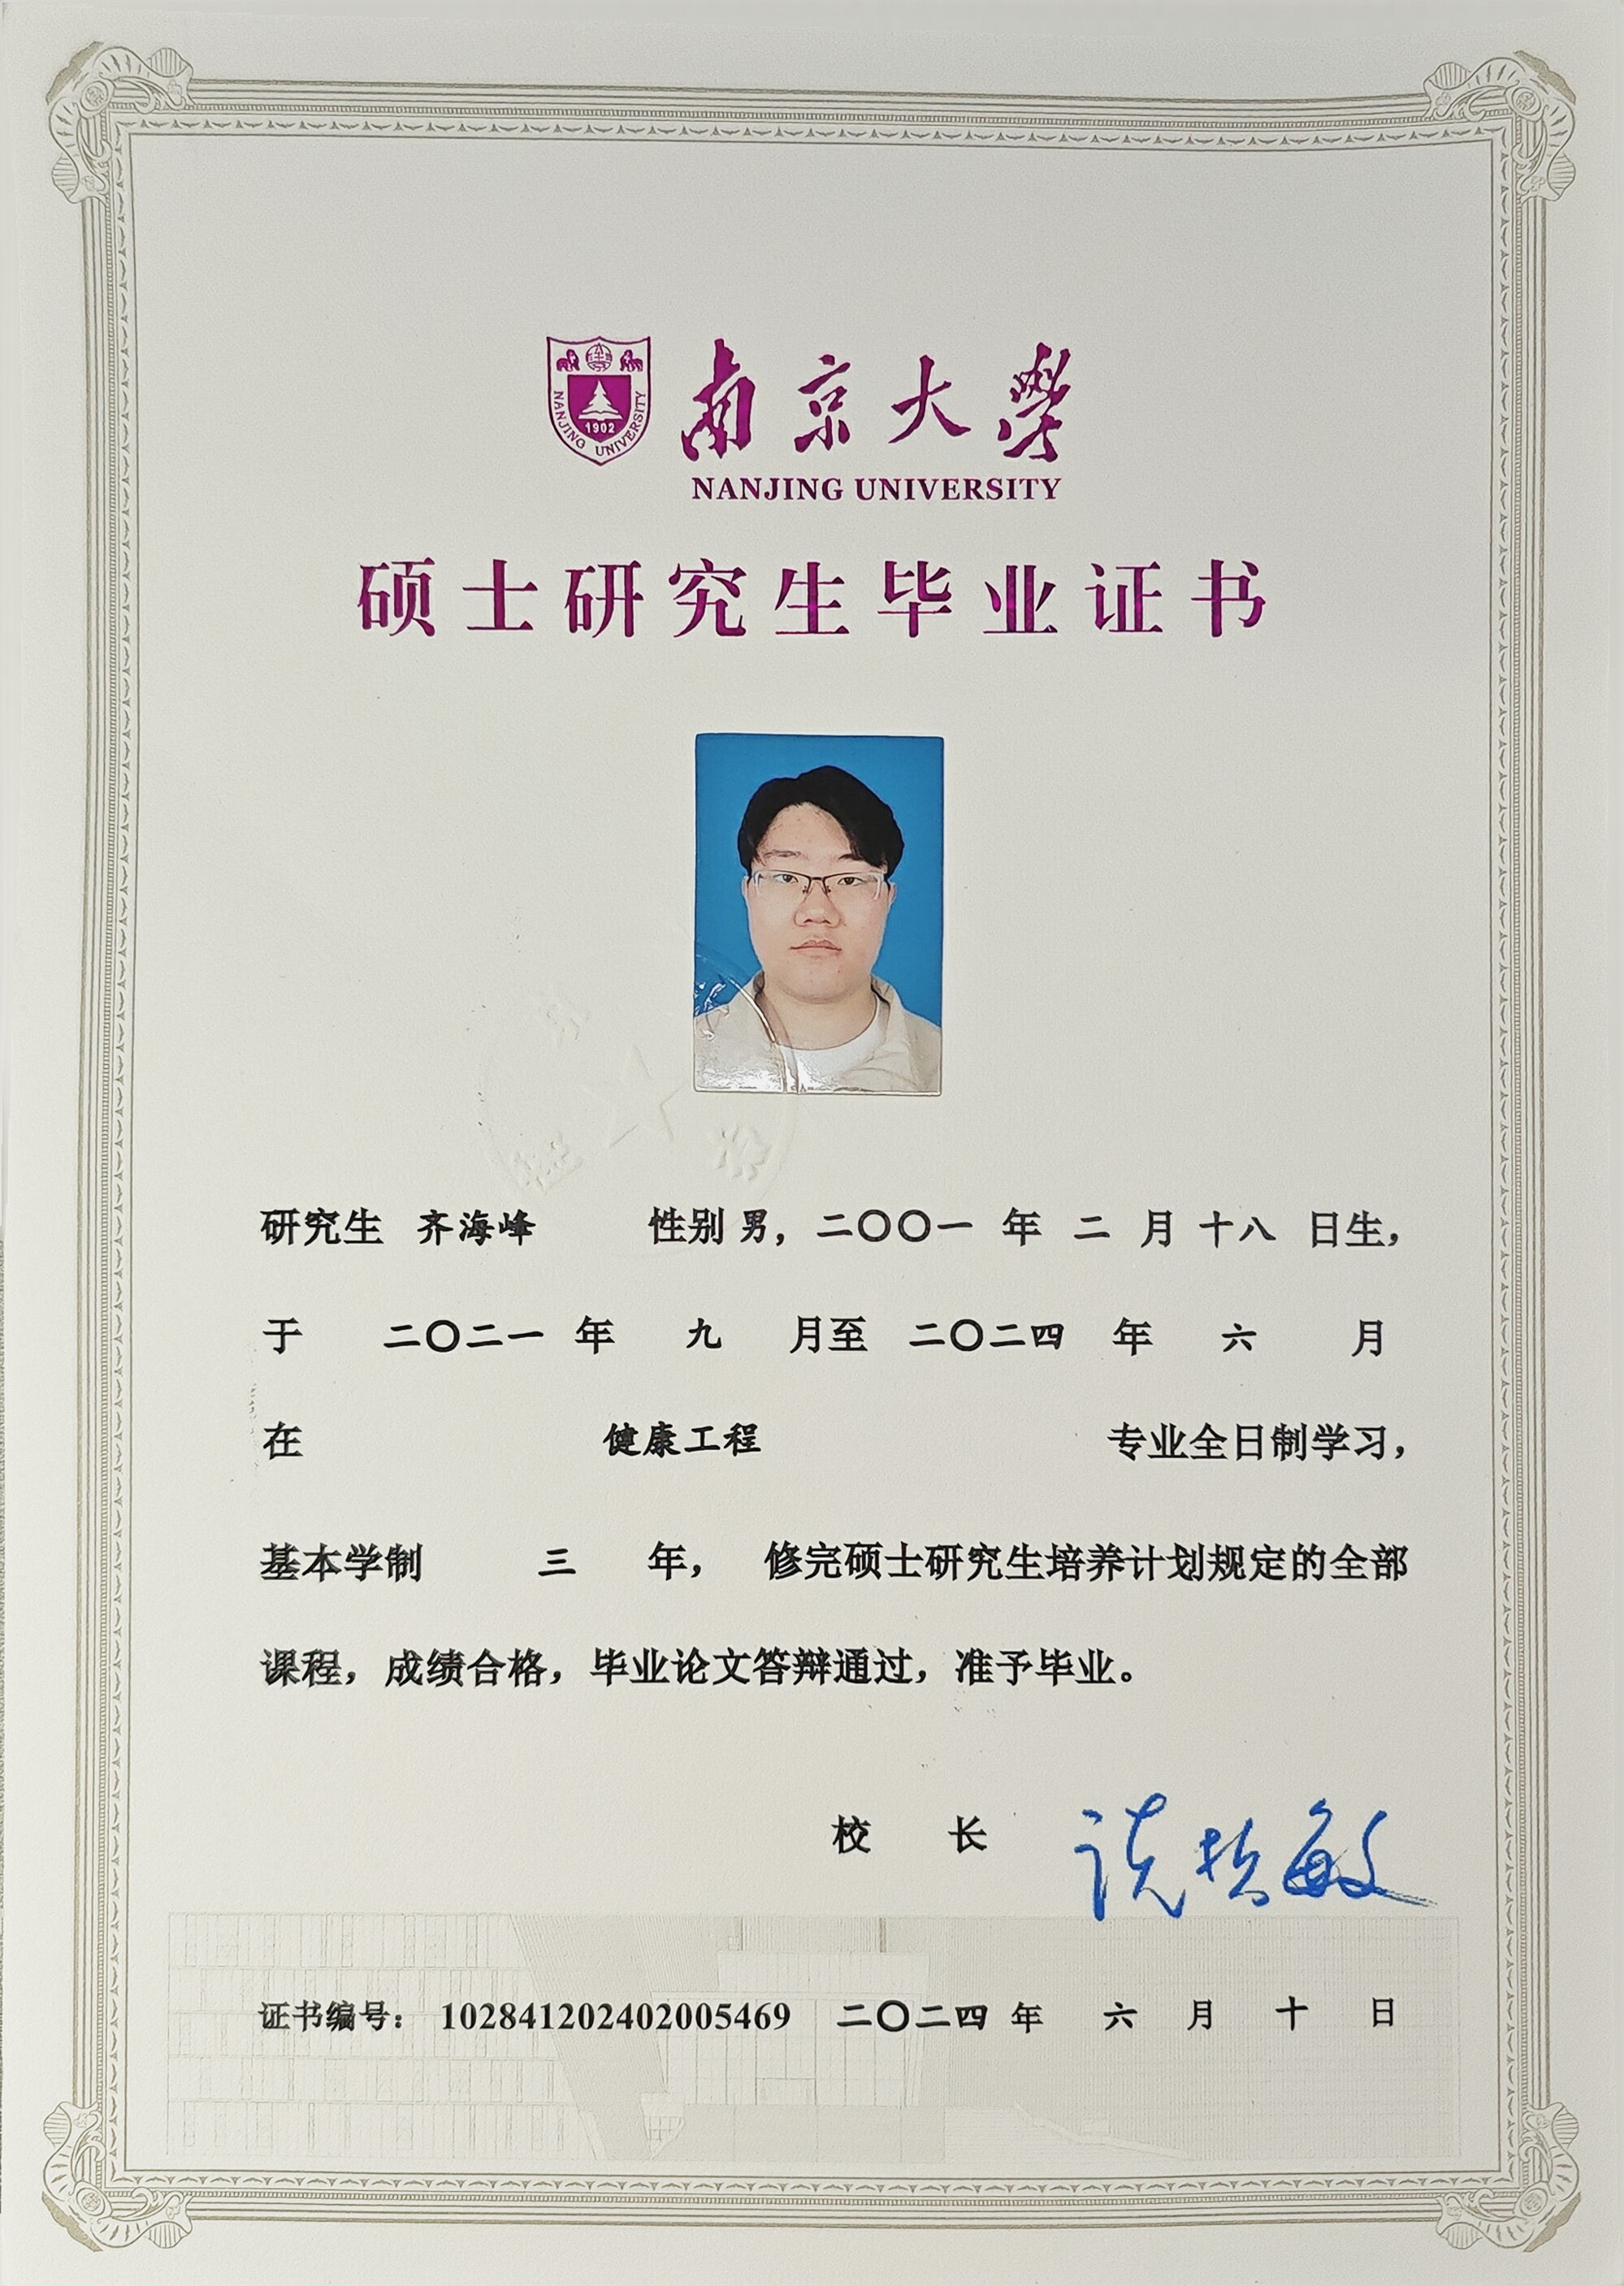 南京大學
NANJING UNIVERSITY
1902
NANJING UNIVERSITY
硕士研究生毕业证书
研究生 齐海峰 性别 男，二〇〇一 年 二 月 十八 日生，
于 二〇二一 年 九 月至 二〇二四 年 六 月
在 健康工程 专业全日制学习，
基本学制 三 年， 修完硕士研究生培养计划规定的全部
课程，成绩合格，毕业论文答辩通过，准予毕业。
校 长 谈哲敏
证书编号： 102841202402005469 二〇二四 年 六 月 十 日